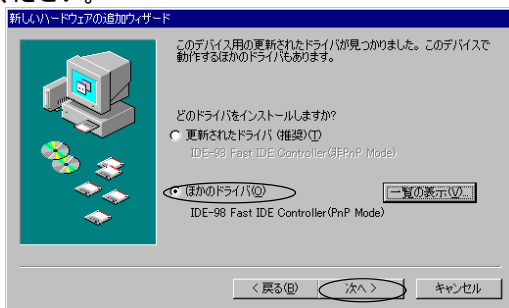 ください。
新しいハードウェアの追加ウィザード
このデバイス用の更新されたドライバが見つかりました。このデバイスで
動作するほかのドライバもあります。
どのドライバをインストールしますか?
更新されたドライバ (推奨)(T)
IDE-98 Fast IDE Controller(非PnP Mode)
ほかのドライバ(O)
一覧の表示(V)...
IDE-98 Fast IDE Controller(PnP Mode)
< 戻る(B)
次へ >
キャンセル